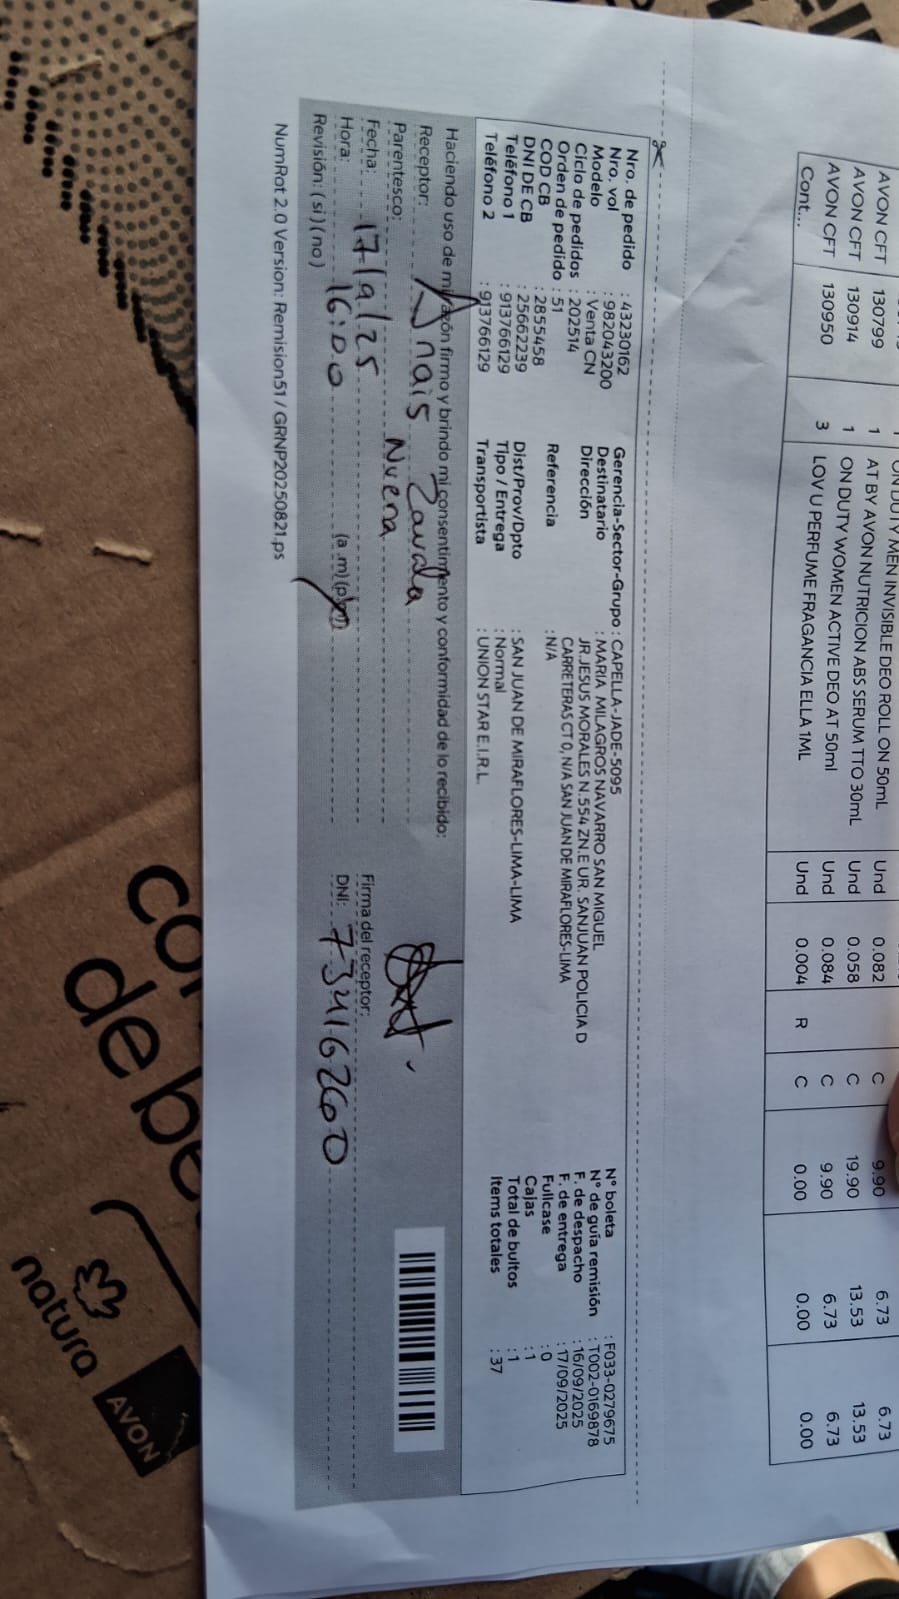 1 ON DUTY MEN INVISIBLE DEO ROLL ON 50mL
AVON CFT 130799 1 AT BY AVON NUTRICION ABS SERUM TTO 30mL Und 0.082 C 9.90 6.73 6.73
AVON CFT 130914 1 ON DUTY WOMEN ACTIVE DEO AT 50ml Und 0.058 C 19.90 13.53 13.53
AVON CFT 130950 3 LOV U PERFUME FRAGANCIA ELLA 1ML Und 0.084 C 9.90 6.73 6.73
Cont... Und 0.004 R C 0.00 0.00 0.00
Nro. de pedido : 43230162
Nro. vol : 982043200
Modelo : Venta CN
Ciclo de pedidos : 202514
Orden de pedido : 51
COD CB : 2855458
DNI DE CB : 25662239
Teléfono 1 : 913766129
Teléfono 2 : 913766129
Gerencia-Sector-Grupo : CAPELLA-JADE-5095
Destinatario : MARIA MILAGROS NAVARRO SAN MIGUEL
Dirección JR.JESUS MORALES N.554 ZN.E UR. SANJUAN POLICIA D
CARRETERAS CT 0, N/A SAN JUAN DE MIRAFLORES-LIMA
Referencia : N/A
Dist/Prov/Dpto : SAN JUAN DE MIRAFLORES-LIMA-LIMA
Tipo / Entrega : Normal
Transportista : UNION STAR E.I.R.L.
N° boleta : F033-0279675
N° de guía remisión : T002-0169878
F. de despacho : 16/09/2025
F. de entrega : 17/09/2025
Fullcase : 0
Cajas : 1
Total de bultos : 1
Items totales : 37
Haciendo uso de mi razón firmo y brindo mi consentimiento y conformidad de lo recibido:
Receptor: Anais Zavala
Parentesco: Nuera
Fecha: 17/9/25
Hora: 16:00 (a .m) (p.m)
Revisión: ( si ) ( no )
Firma del receptor:
DNI: 73416260
NumRot 2.0 Version: Remision51 / GRNP20250821.ps
de be
natura
AVON